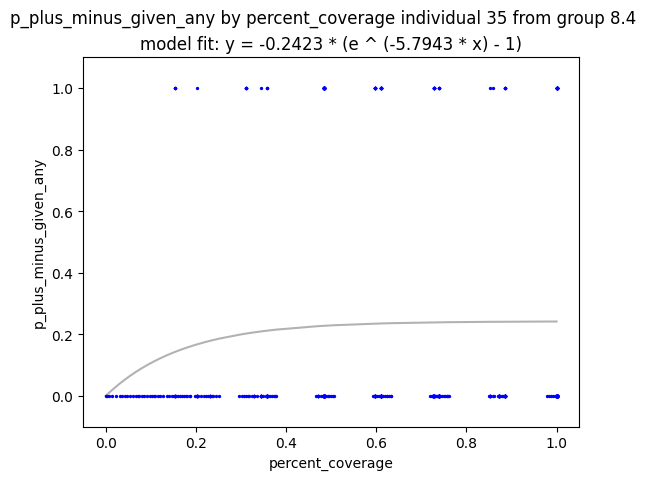 p_plus_minus_given_any by percent_coverage individual 35 from group 8.4
model fit: y = -0.2423 * (e ^ (-5.7943 * x) - 1)
1.0
0.8
0.6
0.4
0.2
0.0
p_plus_minus_given_any
0.0 0.2 0.4 0.6 0.8 1.0
percent_coverage